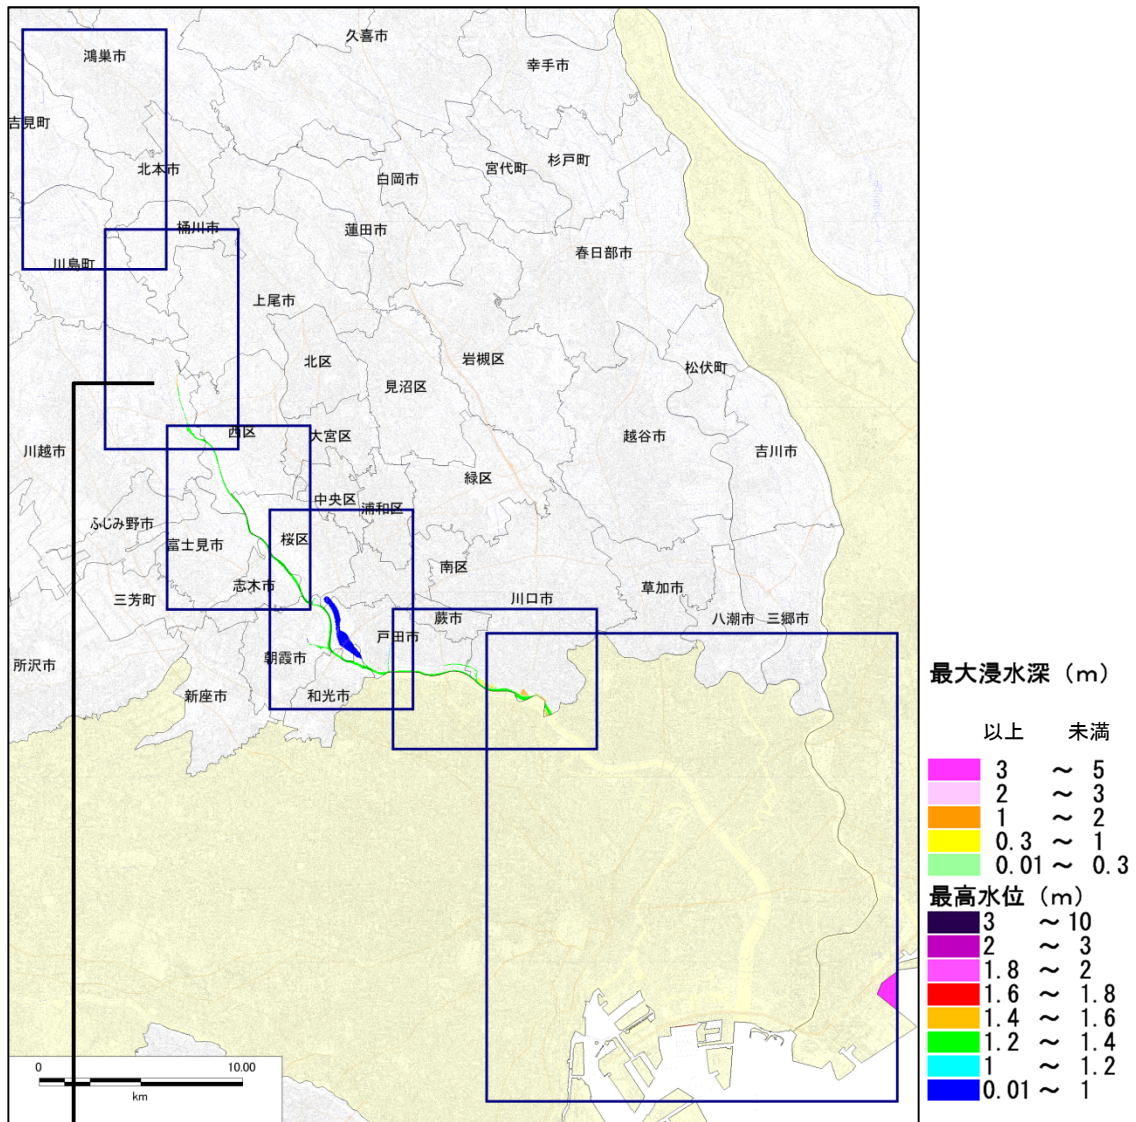 久喜市
幸手市
鴻巣市
吉見町
北本市
白岡市
宮代町
杉戸町
桶川市
蓮田市
春日部市
川島町
上尾市
北区
岩槻区
松伏町
見沼区
西区
大宮区
越谷市
川越市
吉川市
緑区
中央区
浦和区
ふじみ野市
富士見市
桜区
南区
志木市
草加市
三芳町
川口市
蕨市
八潮市
三郷市
戸田市
朝霞市
所沢市
新座市
和光市
最大浸水深（m）
以上 未満
3 ～ 5
2 ～ 3
1 ～ 2
0.3 ～ 1
0.01 ～ 0.3
最高水位（m）
3 ～ 10
2 ～ 3
1.8 ～ 2
1.6 ～ 1.8
1.4 ～ 1.6
1.2 ～ 1.4
1 ～ 1.2
0.01 ～ 1
0 10.00
km